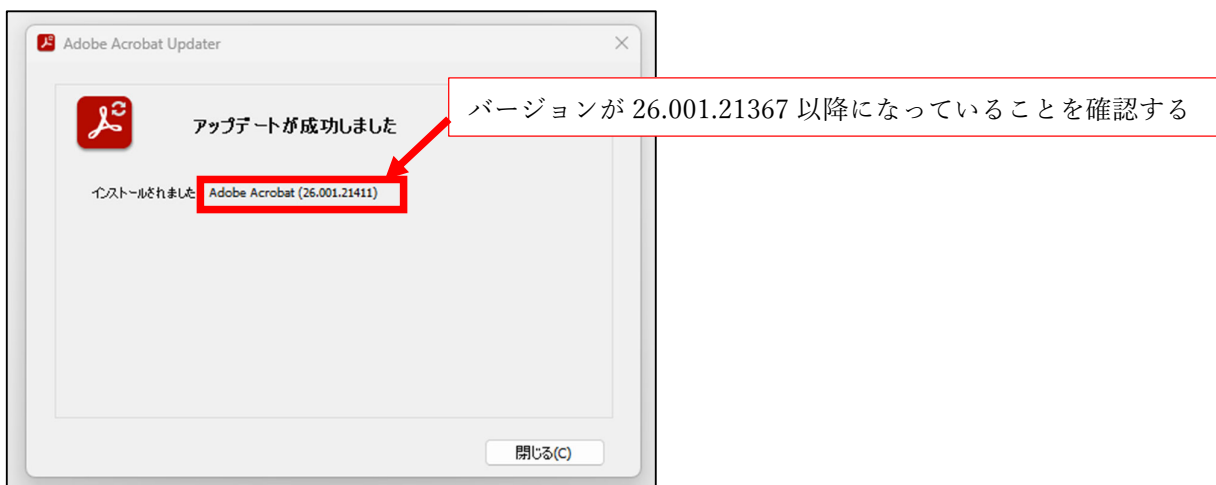 Adobe Acrobat Updater
バージョンが 26.001.21367 以降になっていることを確認する
アップデートが成功しました
インストールされました Adobe Acrobat (26.001.21411)
閉じる(C)